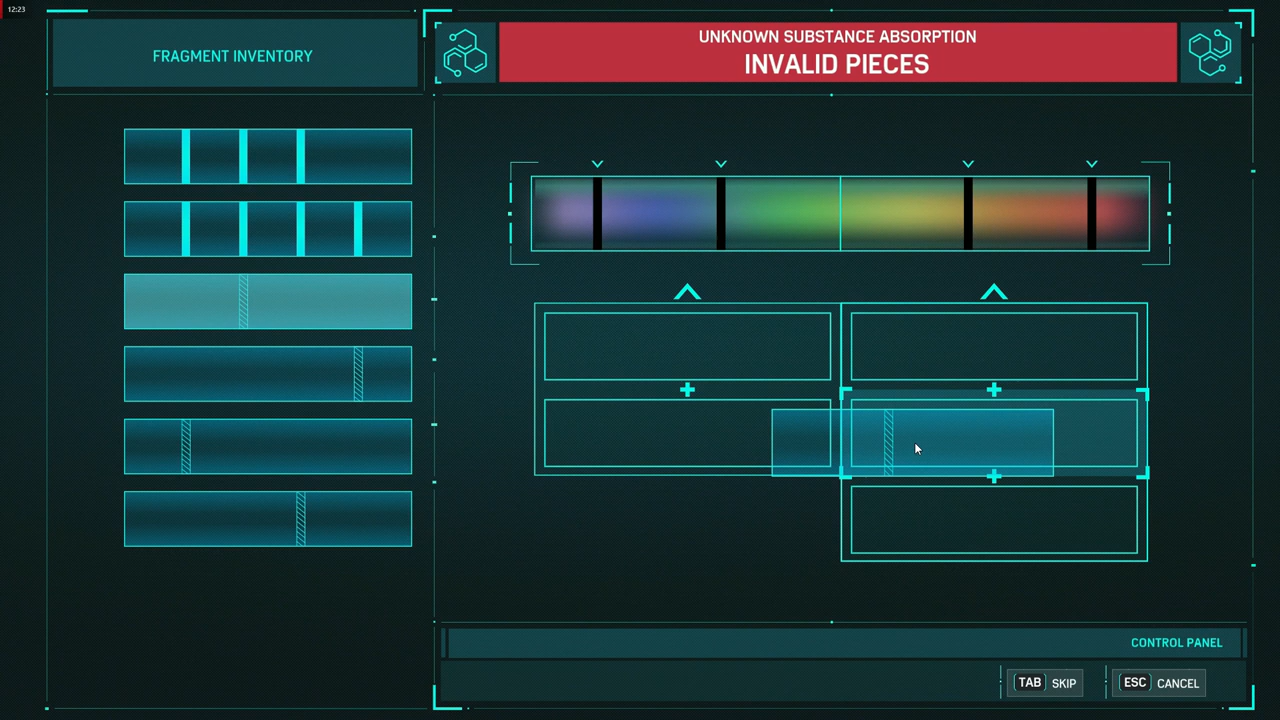 12:23
FRAGMENT INVENTORY
UNKNOWN SUBSTANCE ABSORPTION
INVALID PIECES
CONTROL PANEL
TAB SKIP
ESC CANCEL